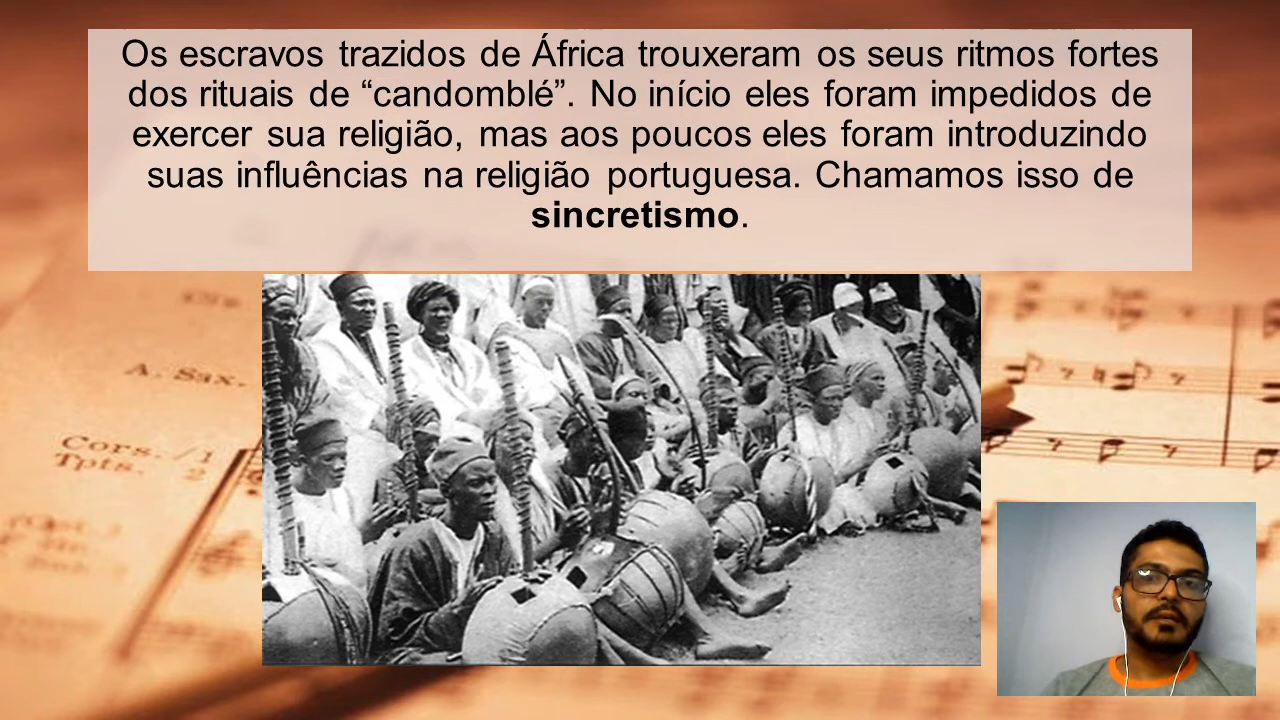 Os escravos trazidos de África trouxeram os seus ritmos fortes
dos rituais de “candomblé”. No início eles foram impedidos de
exercer sua religião, mas aos poucos eles foram introduzindo
suas influências na religião portuguesa. Chamamos isso de
sincretismo.
A. Sax.
Cors. /1
Tpts. 2